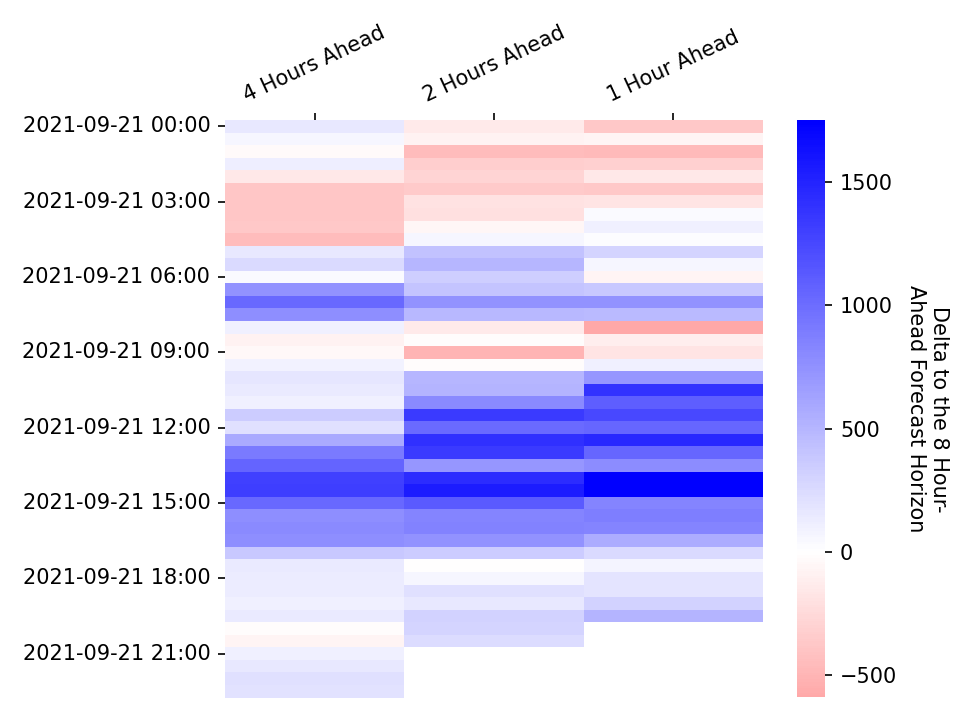 4 Hours Ahead
2 Hours Ahead
1 Hour Ahead
2021-09-21 00:00
2021-09-21 03:00
2021-09-21 06:00
2021-09-21 09:00
2021-09-21 12:00
2021-09-21 15:00
2021-09-21 18:00
2021-09-21 21:00
1500
1000
500
0
−500
Delta to the 8 Hour-
Ahead Forecast Horizon